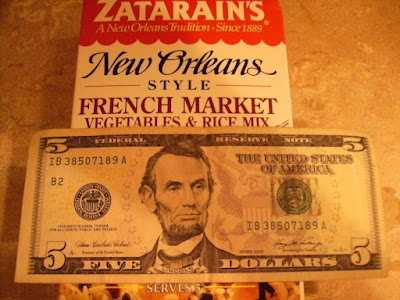 ZATARAIN'S
A New Orleans Tradition - Since 1889
New Orleans
STYLE
FRENCH MARKET
VEGETABLES & RICE MIX
5 FEDERAL RESERVE NOTE 5
IB 38507189 A
THE UNITED STATES
OF AMERICA
B2
IB 38507189 A
LINCOLN
5 FIVE DOLLARS 5
SERVES 5